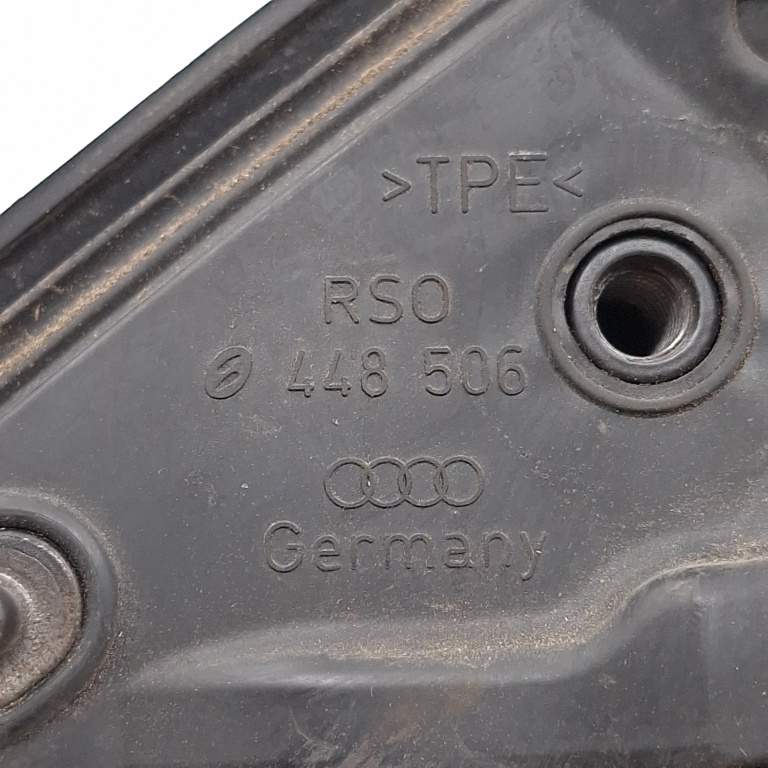 >TPE<
RSO
448 506
Germany